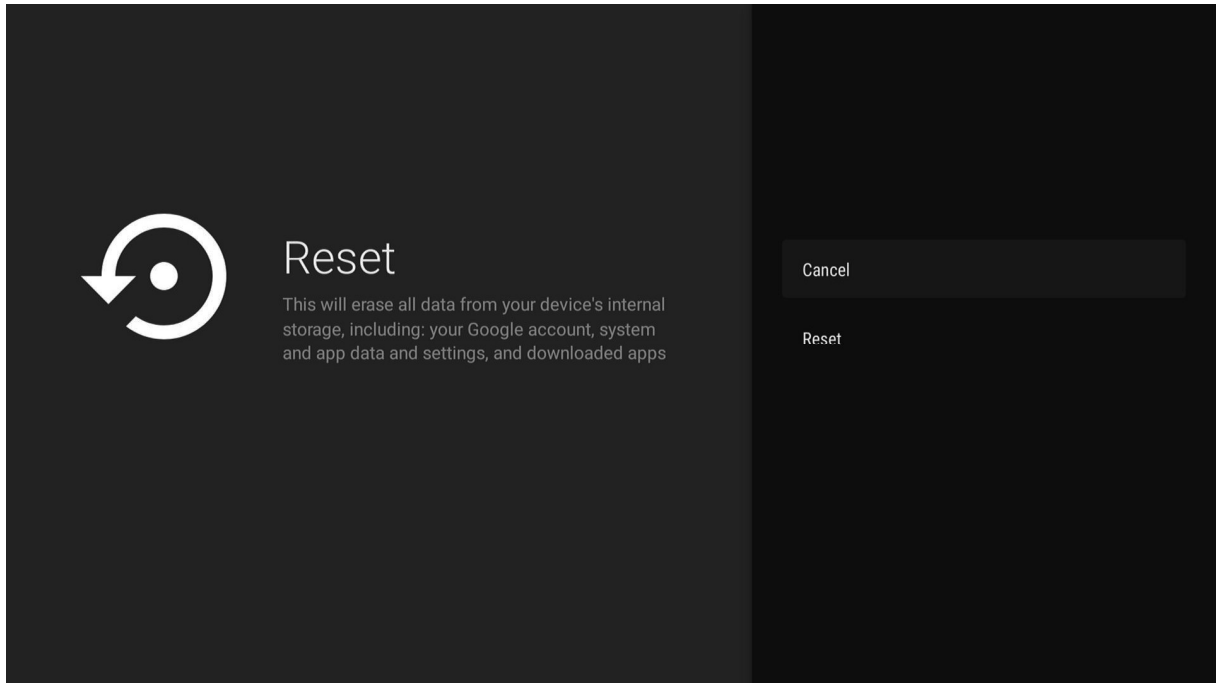 Reset
This will erase all data from your device's internal
storage, including: your Google account, system
and app data and settings, and downloaded apps
Cancel
Reset